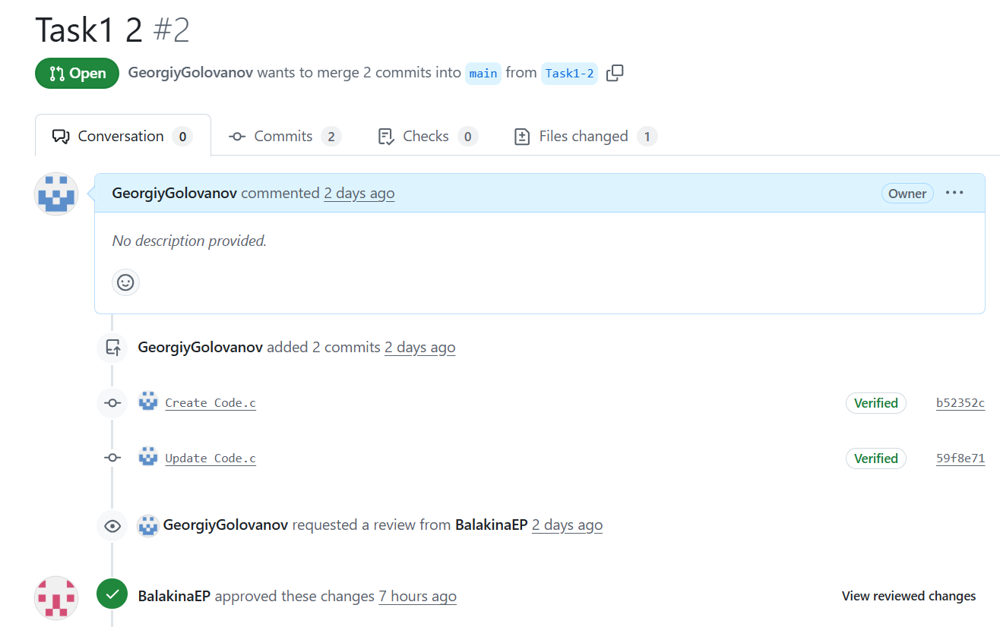 Task1 2 #2
Open GeorgiyGolovanov wants to merge 2 commits into main from Task1-2
Conversation 0 Commits 2 Checks 0 Files changed 1
GeorgiyGolovanov commented 2 days ago Owner
No description provided.
GeorgiyGolovanov added 2 commits 2 days ago
Create Code.c Verified b52352c
Update Code.c Verified 59f8e71
GeorgiyGolovanov requested a review from BalakinaEP 2 days ago
BalakinaEP approved these changes 7 hours ago View reviewed changes